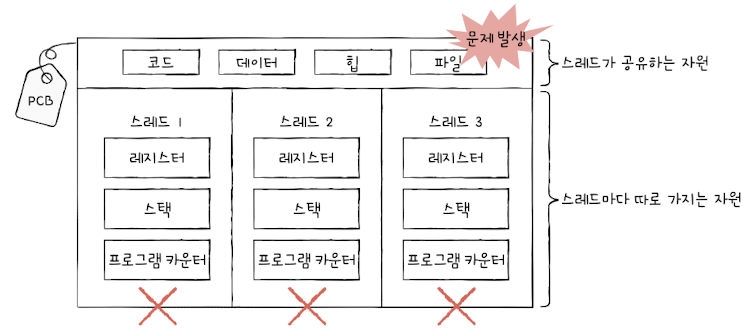 문제 발생
코드 데이터 힙 파일
스레드가 공유하는 자원
PCB
스레드 1 스레드 2 스레드 3
레지스터 레지스터 레지스터
스택 스택 스택
스레드마다 따로 가지는 자원
프로그램 카운터 프로그램 카운터 프로그램 카운터